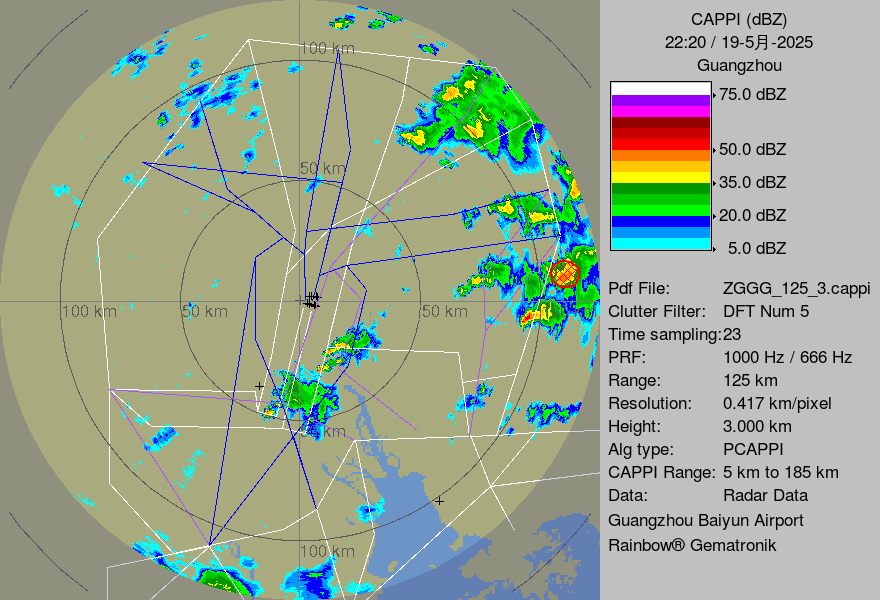 CAPPI (dBZ)
22:20 / 19-5月-2025
Guangzhou
75.0 dBZ
50.0 dBZ
35.0 dBZ
20.0 dBZ
5.0 dBZ
Pdf File: ZGGG_125_3.cappi
Clutter Filter: DFT Num 5
Time sampling:23
PRF: 1000 Hz / 666 Hz
Range: 125 km
Resolution: 0.417 km/pixel
Height: 3.000 km
Alg type: PCAPPI
CAPPI Range: 5 km to 185 km
Data: Radar Data
Guangzhou Baiyun Airport
Rainbow® Gematronik
100 km
50 km
100 km
50 km
50 km
50 km
100 km